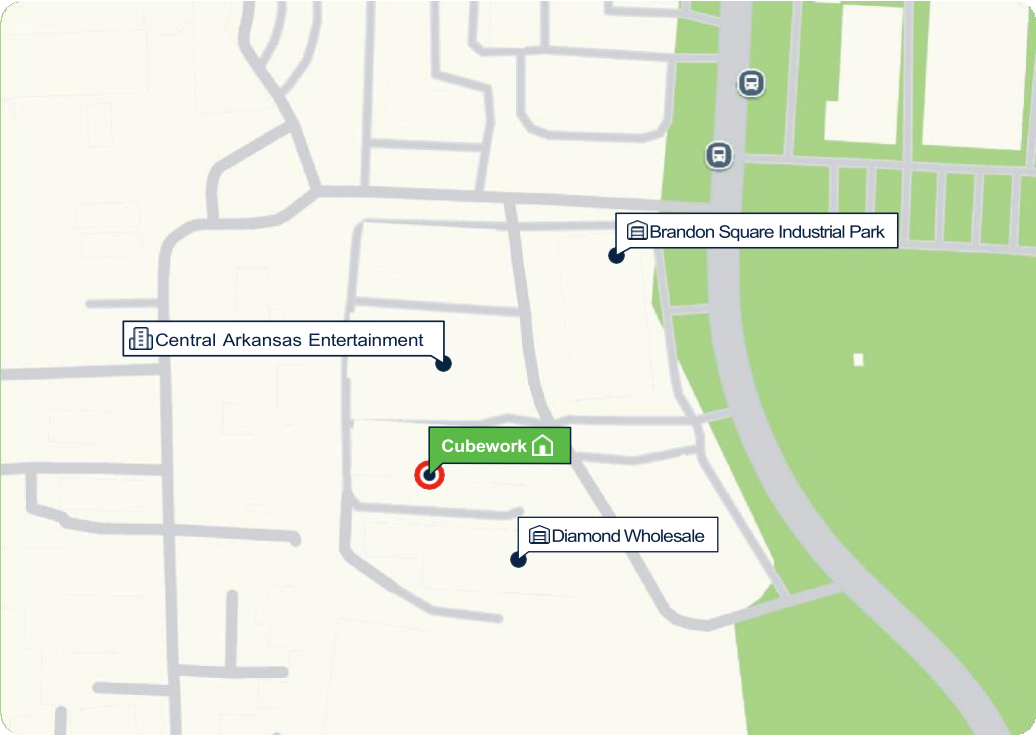 Brandon Square Industrial Park
Central Arkansas Entertainment
Cubework
Diamond Wholesale